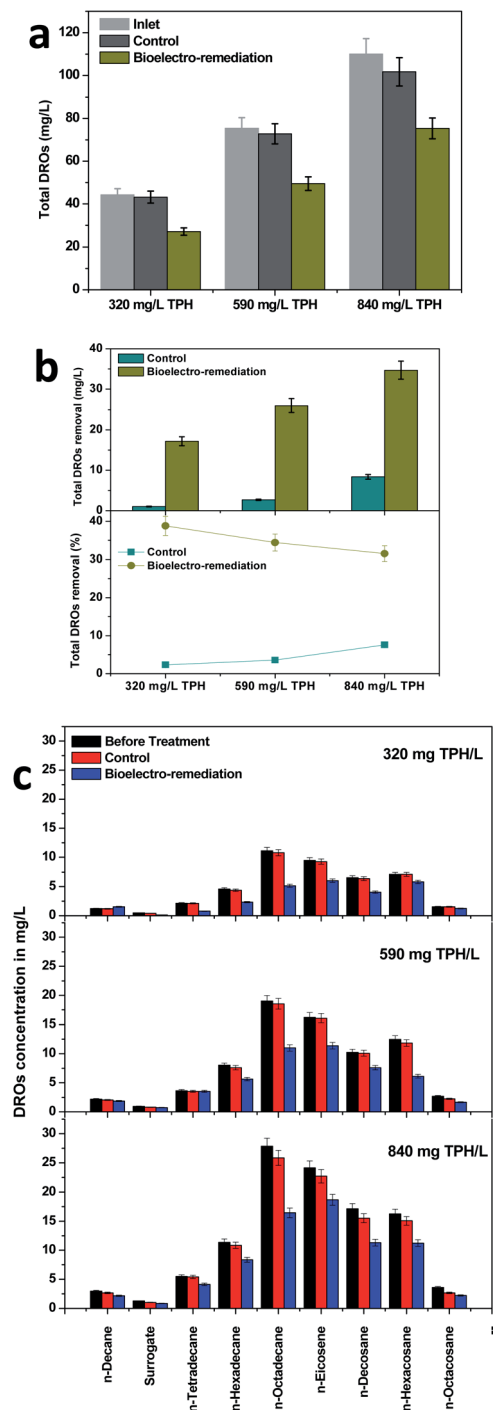 a
Inlet
Control
Bioelectro-remediation
Total DROs (mg/L)
120
100
80
60
40
20
0
320 mg/L TPH 590 mg/L TPH 840 mg/L TPH
b
Control
Bioelectro-remediation
Total DROs removal (mg/L)
40
30
20
10
0
Control
Bioelectro-remediation
Total DROs removal (%)
40
30
20
10
0
320 mg/L TPH 590 mg/L TPH 840 mg/L TPH
c
Before Treatment
Control
Bioelectro-remediation
320 mg TPH/L
30
25
20
15
10
5
0
590 mg TPH/L
30
25
20
15
10
5
0
840 mg TPH/L
30
25
20
15
10
5
0
DROs concentration in mg/L
n-Decane
Surrogate
n-Tetradecane
n-Hexadecane
n-Octadecane
n-Eicosene
n-Decosane
n-Hexacosane
n-Octacosane